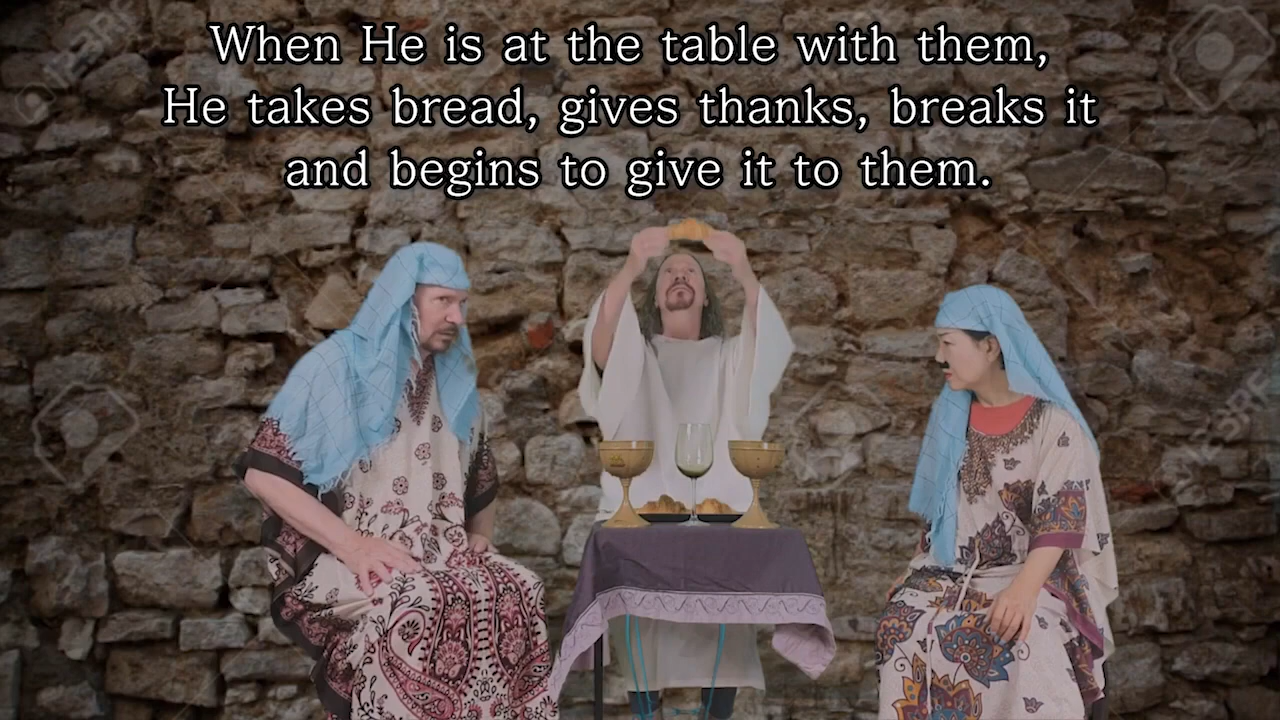 When He is at the table with them,
He takes bread, gives thanks, breaks it
and begins to give it to them.